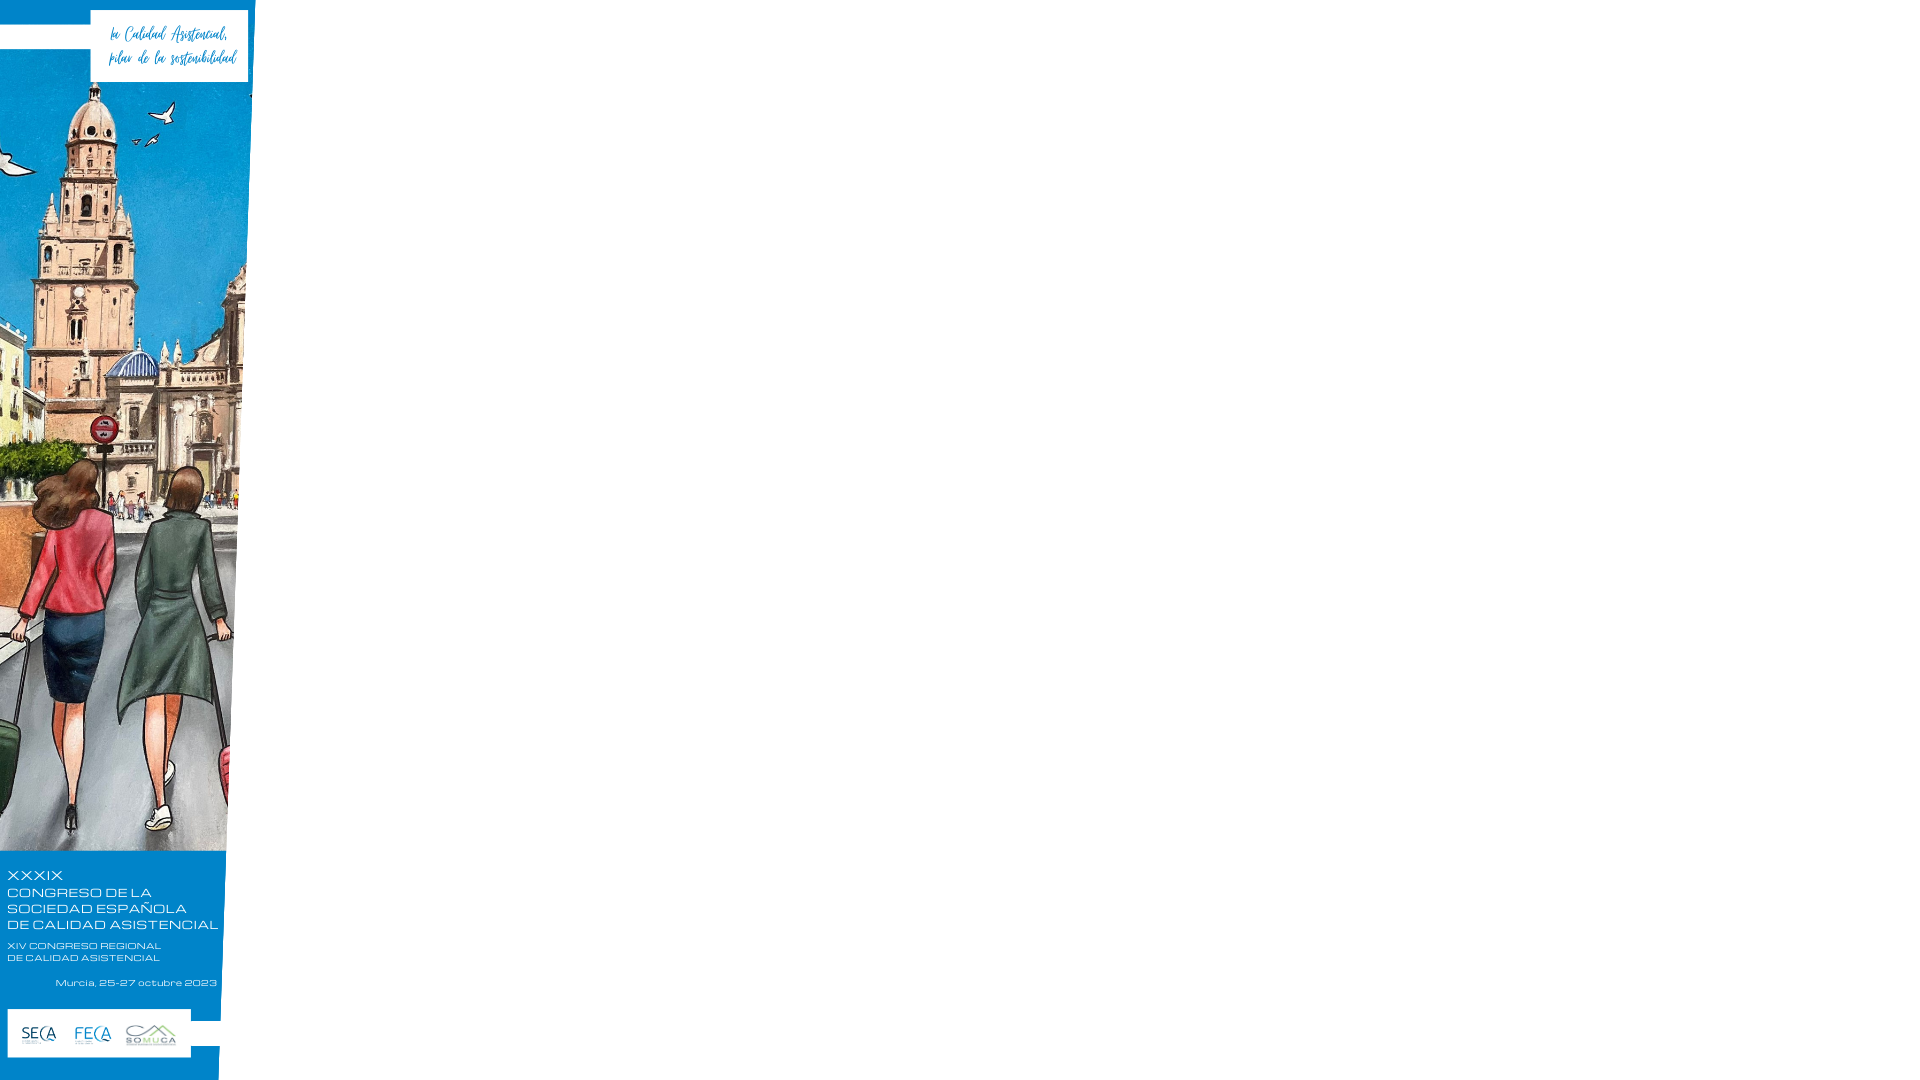 la Calidad Asistencial,
pilar de la sostenibilidad
XXXIX
CONGRESO DE LA
SOCIEDAD ESPAÑOLA
DE CALIDAD ASISTENCIAL
XIV CONGRESO REGIONAL
DE CALIDAD ASISTENCIAL
Murcia, 25-27 octubre 2023
SECA FECA SOMUCA